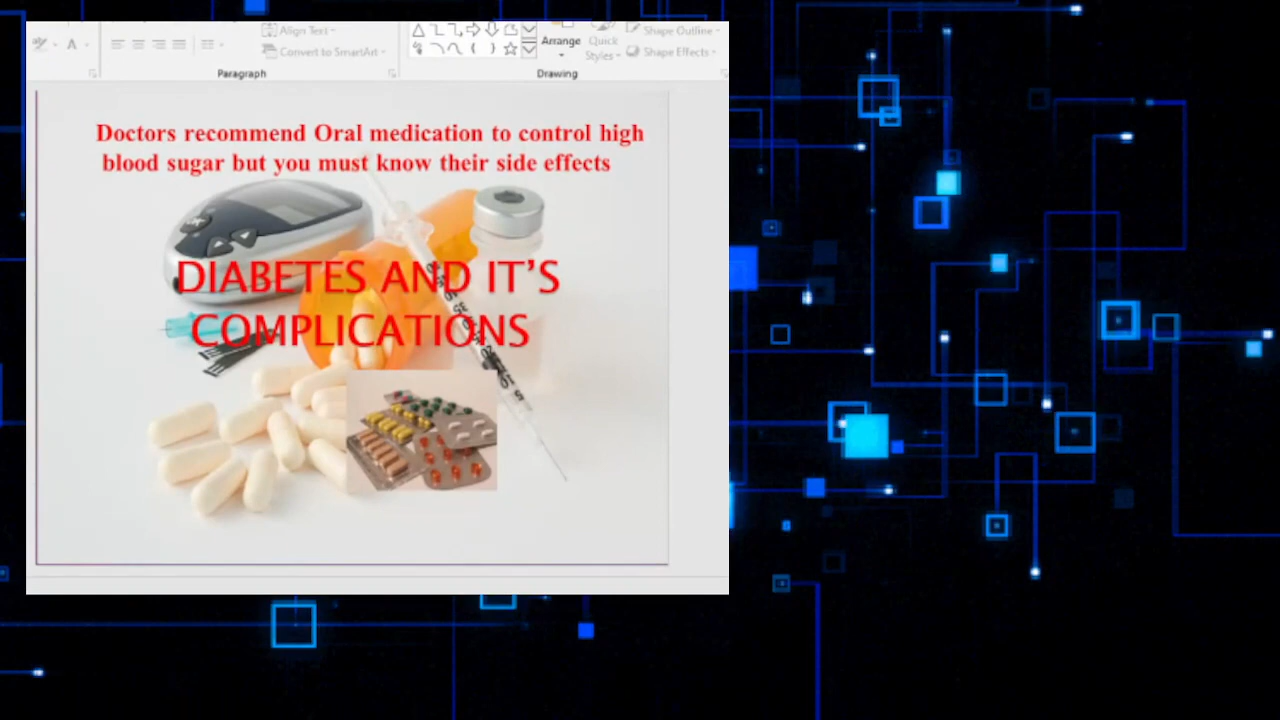 Align Text
Convert to SmartArt
Arrange
Quick
Styles
Shape Outline
Shape Effects
Paragraph
Drawing
Doctors recommend Oral medication to control high
blood sugar but you must know their side effects
DIABETES AND IT’S
COMPLICATIONS